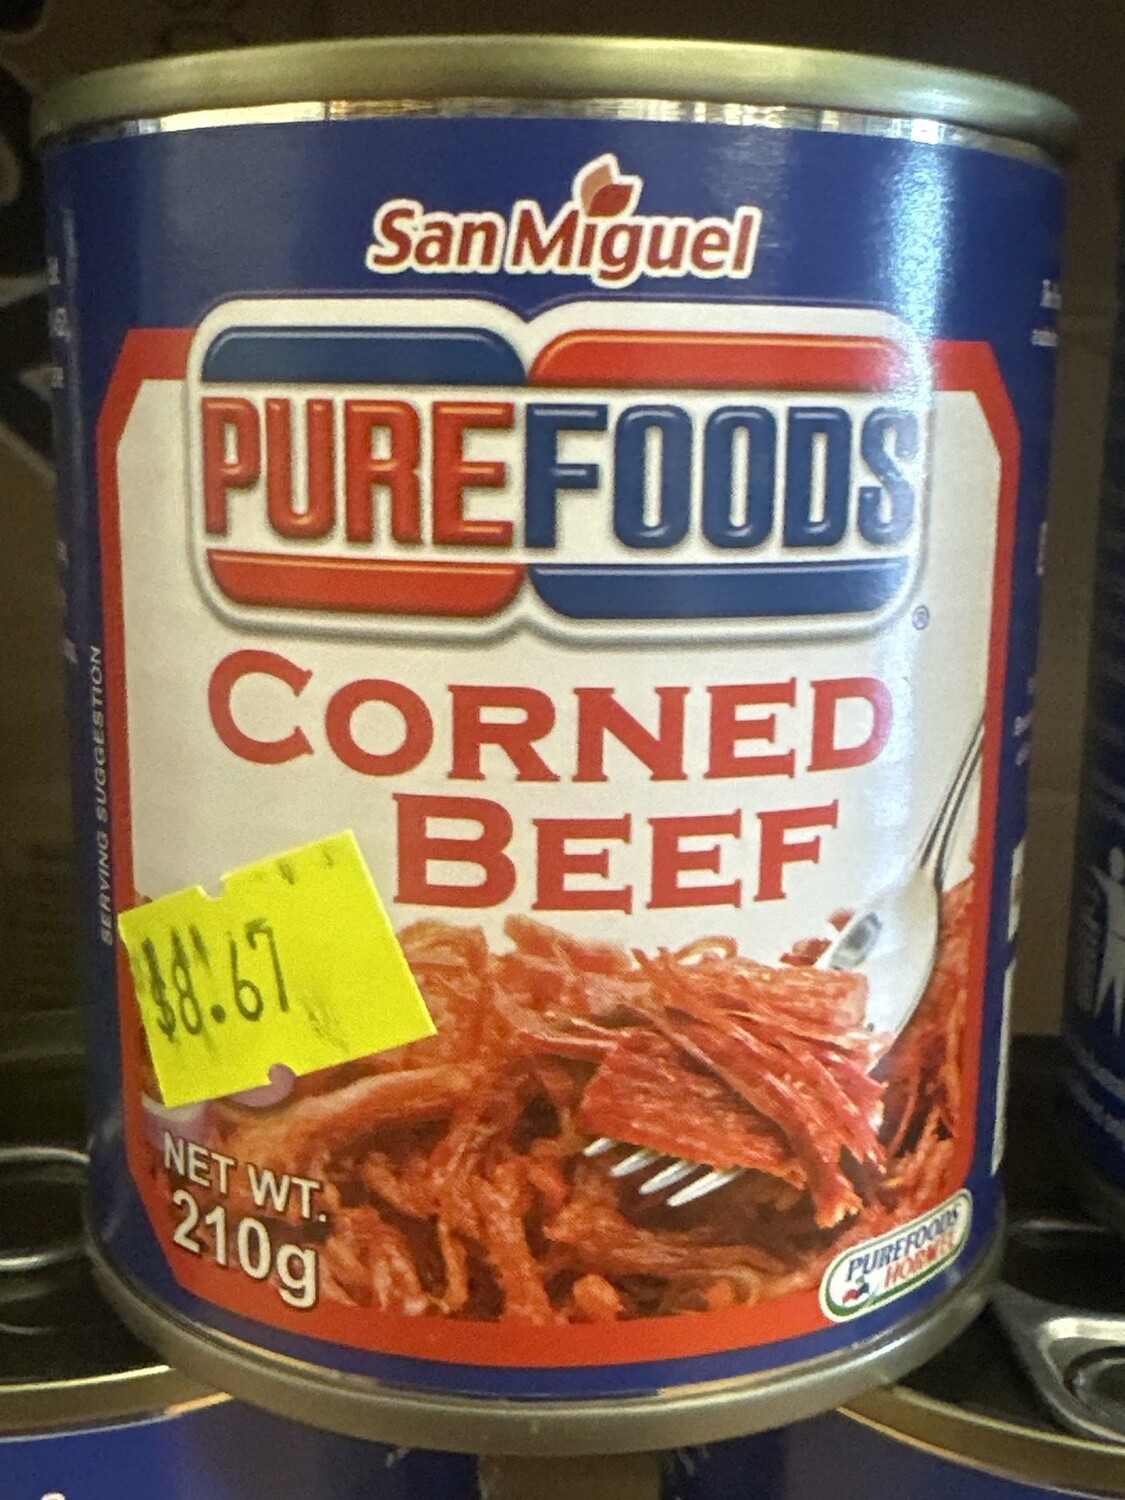 San Miguel
PUREFOODS
®
CORNED
BEEF
SERVING SUGGESTION
$8.67
NET WT.
210g
PUREFOODS
HORMEL